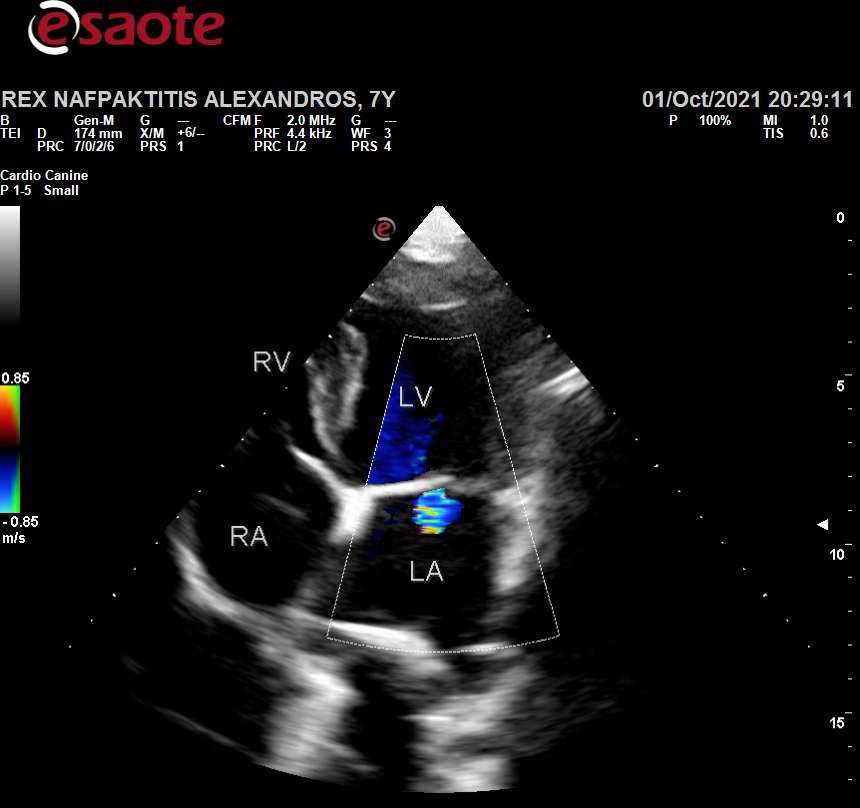 esaote
REX NAFPAKTITIS ALEXANDROS, 7Y 01/Oct/2021 20:29:11
B Gen-M G --- CFM F 2.0 MHz G --- P 100% MI 1.0
TEI D 174 mm X/M +6/-- PRF 4.4 kHz WF 3 TIS 0.6
PRC 7/0/2/6 PRS 1 PRC L/2 PRS 4
Cardio Canine
P 1-5 Small
e
0
RV
0.85
5
LV
-0.85
m/s
RA
10
LA
15